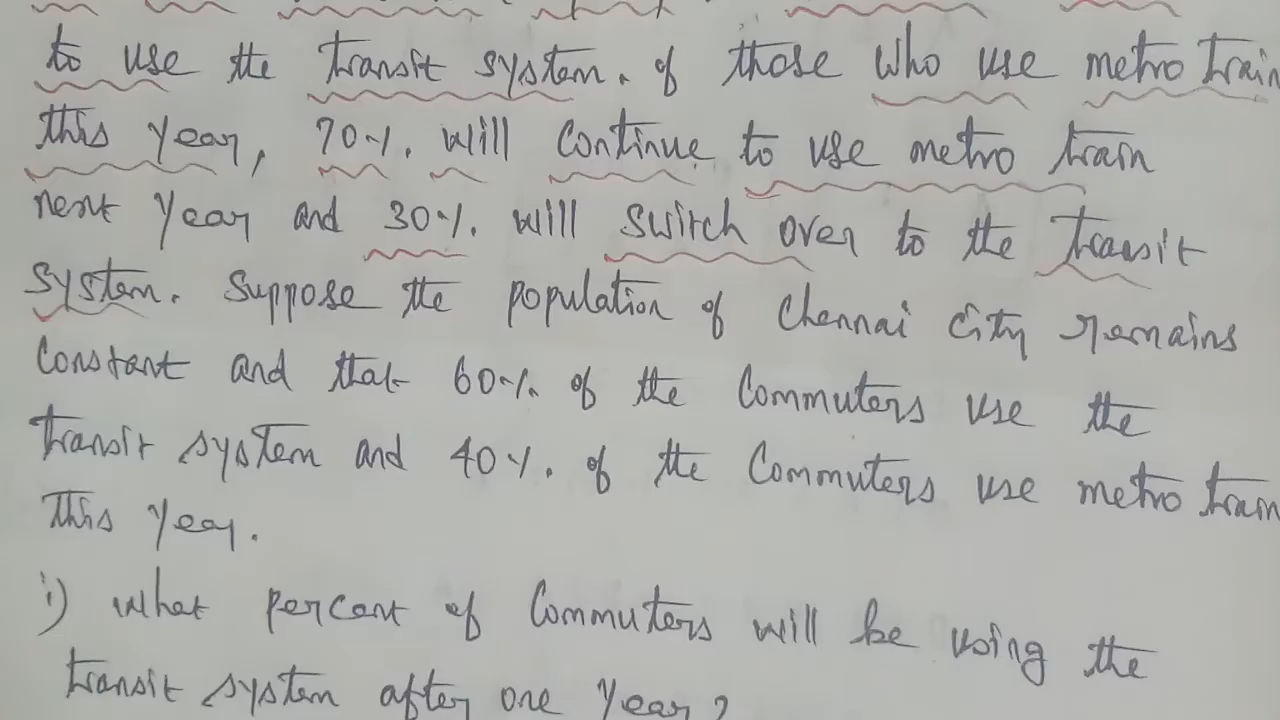 to use the transit system. of those who use metro train
this year, 70%. will continue to use metro train
next year and 30%. will switch over to the transit
system. suppose the population of Chennai city remains
constant and that 60%. of the commuters use the
transit system and 40%. of the commuters use metro train
this year.
i) what percent of commuters will be using the
transit system after one year?